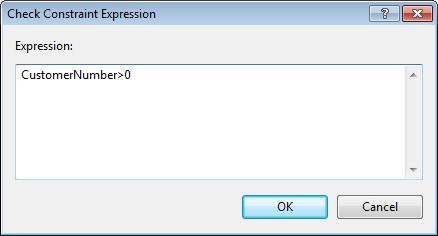 Check Constraint Expression
Expression:
CustomerNumber>0
OK
Cancel